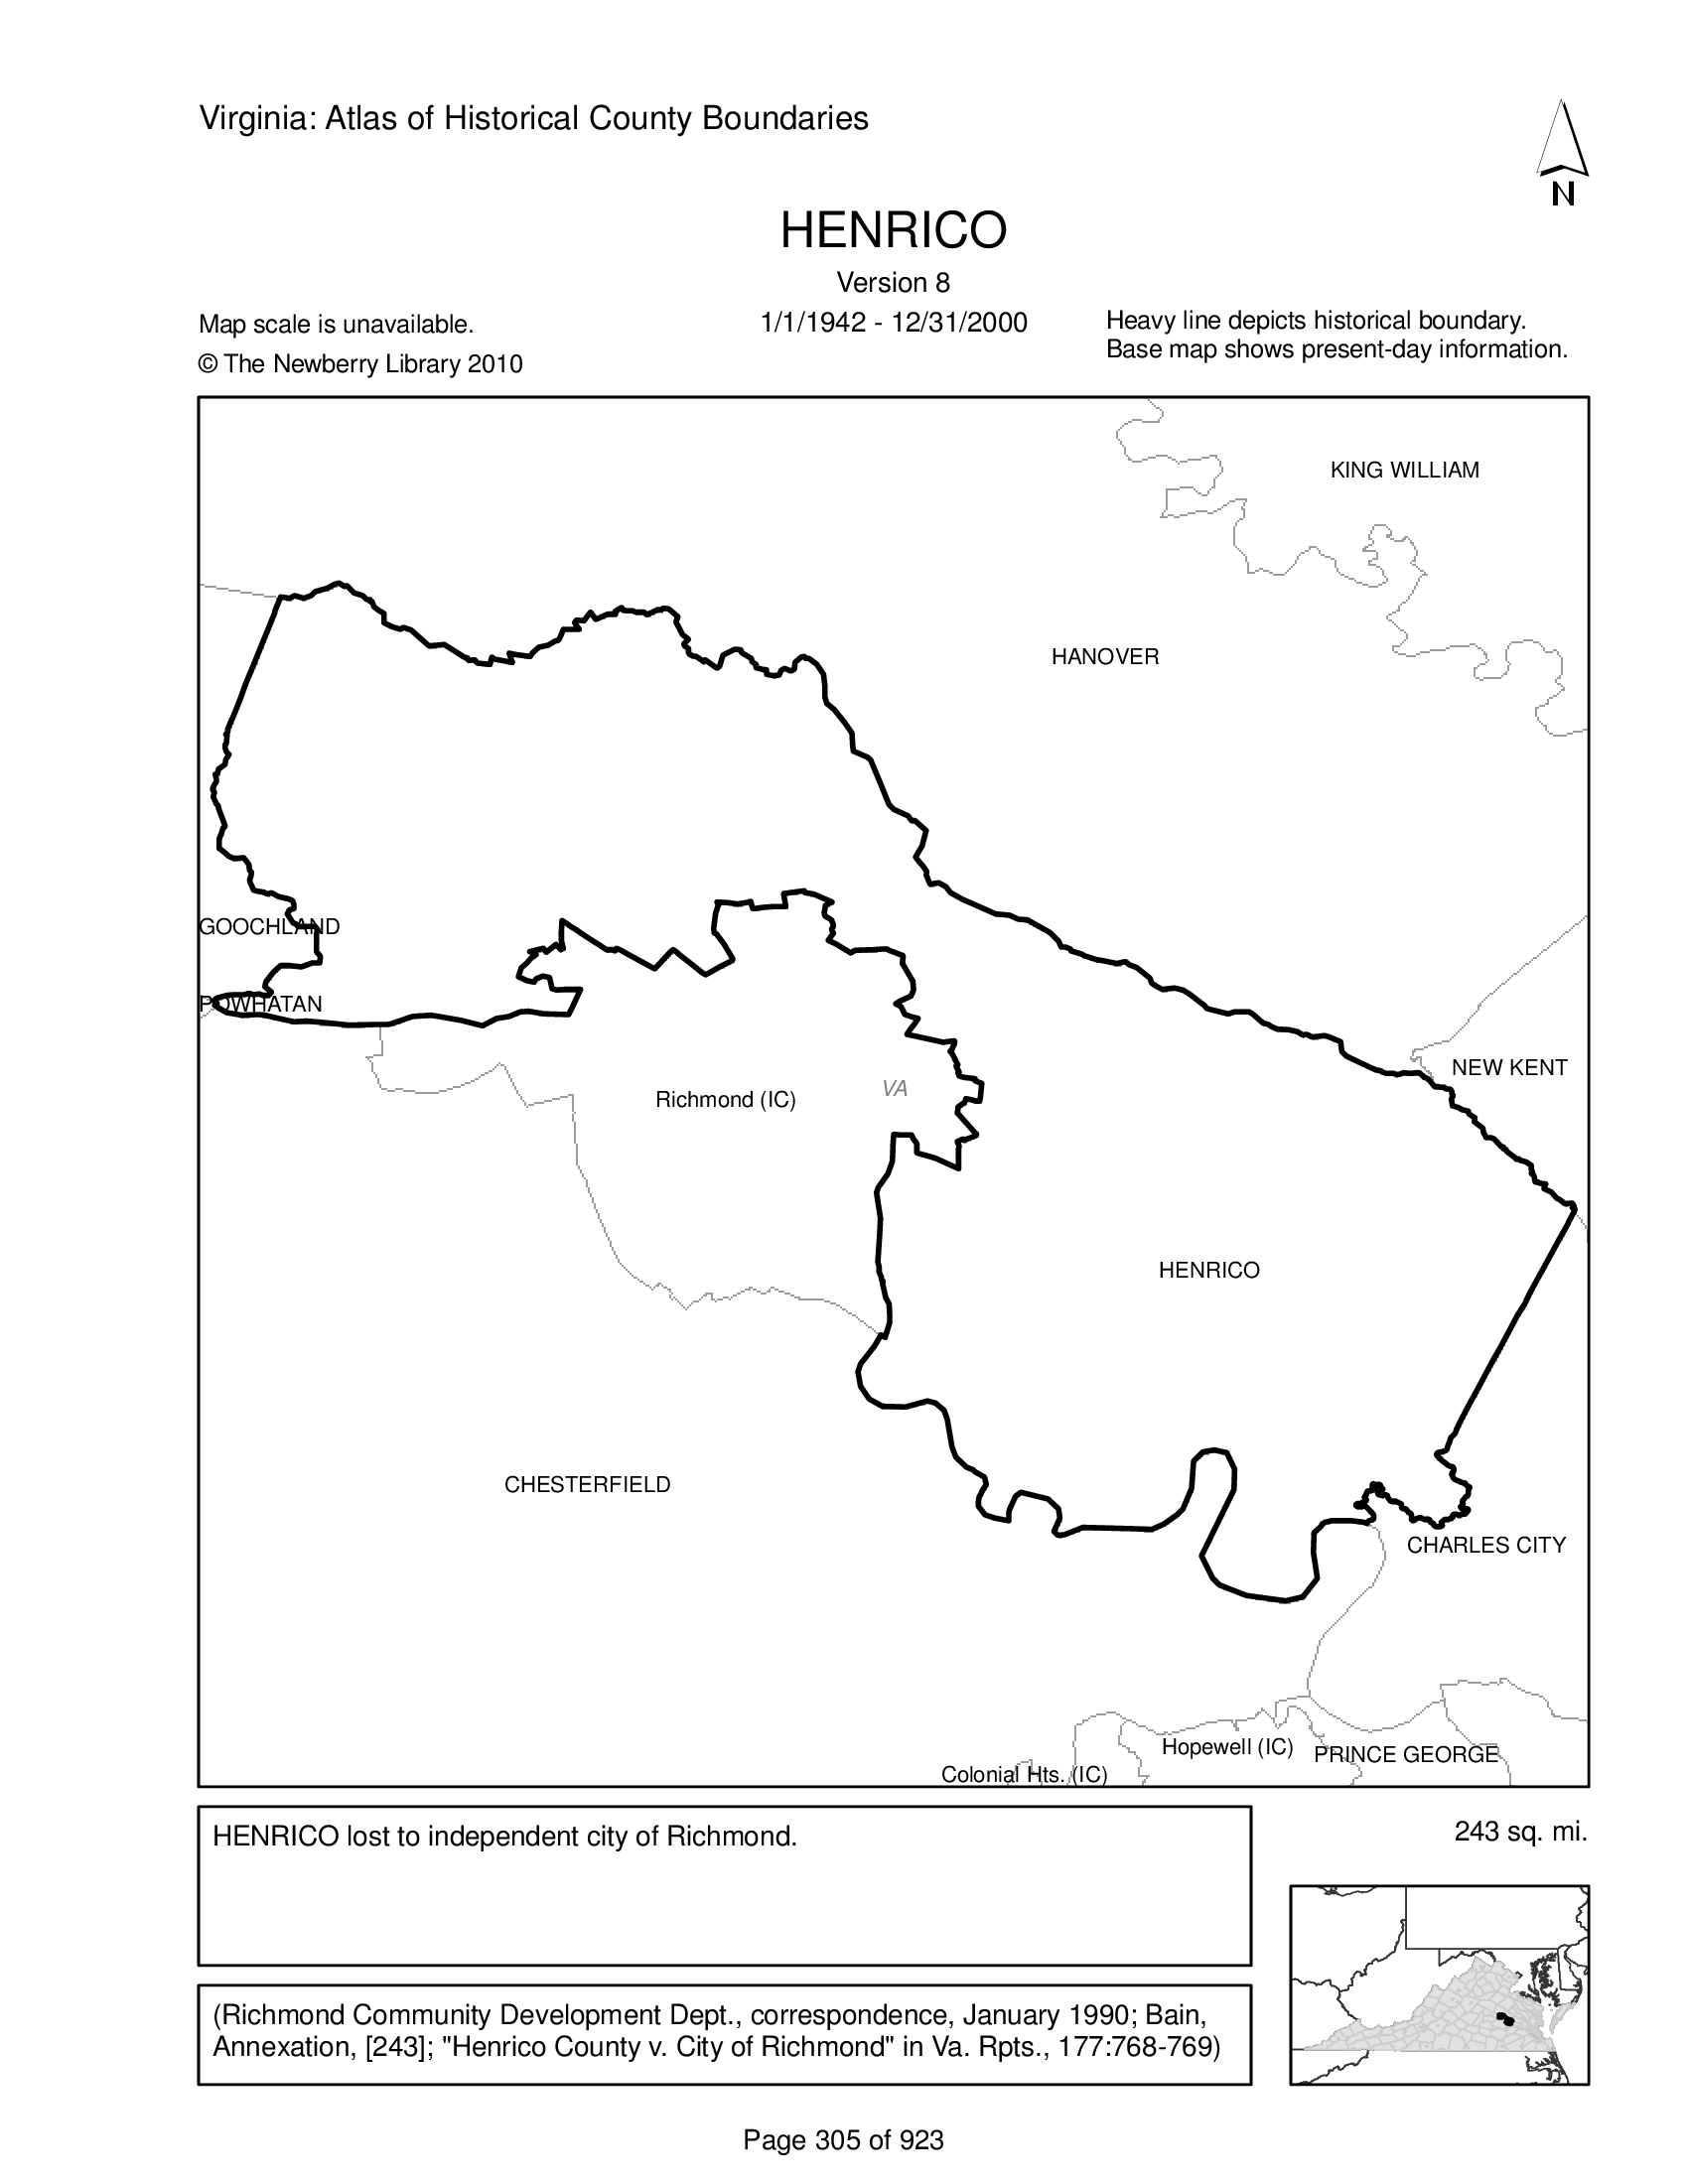 Virginia: Atlas of Historical County Boundaries
N
HENRICO
Version 8
1/1/1942 - 12/31/2000
Map scale is unavailable.
© The Newberry Library 2010
Heavy line depicts historical boundary.
Base map shows present-day information.
KING WILLIAM
HANOVER
GOOCHLAND
POWHATAN
NEW KENT
Richmond (IC)
VA
HENRICO
CHESTERFIELD
CHARLES CITY
Hopewell (IC)
PRINCE GEORGE
Colonial Hts. (IC)
HENRICO lost to independent city of Richmond.
243 sq. mi.
(Richmond Community Development Dept., correspondence, January 1990; Bain,
Annexation, [243]; "Henrico County v. City of Richmond" in Va. Rpts., 177:768-769)
Page 305 of 923